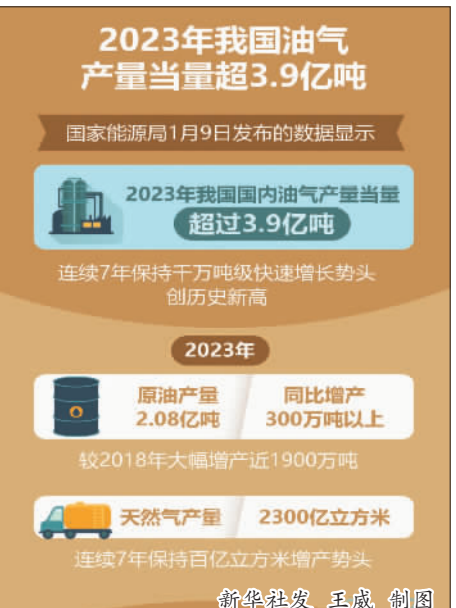 2023年我国油气
产量当量超3.9亿吨
国家能源局1月9日发布的数据显示
2023年我国国内油气产量当量
超过3.9亿吨
连续7年保持千万吨级快速增长势头
创历史新高
2023年
原油产量
2.08亿吨
同比增产
300万吨以上
较2018年大幅增产近1900万吨
天然气产量 2300亿立方米
连续7年保持百亿立方米增产势头
新华社发 王威 制图